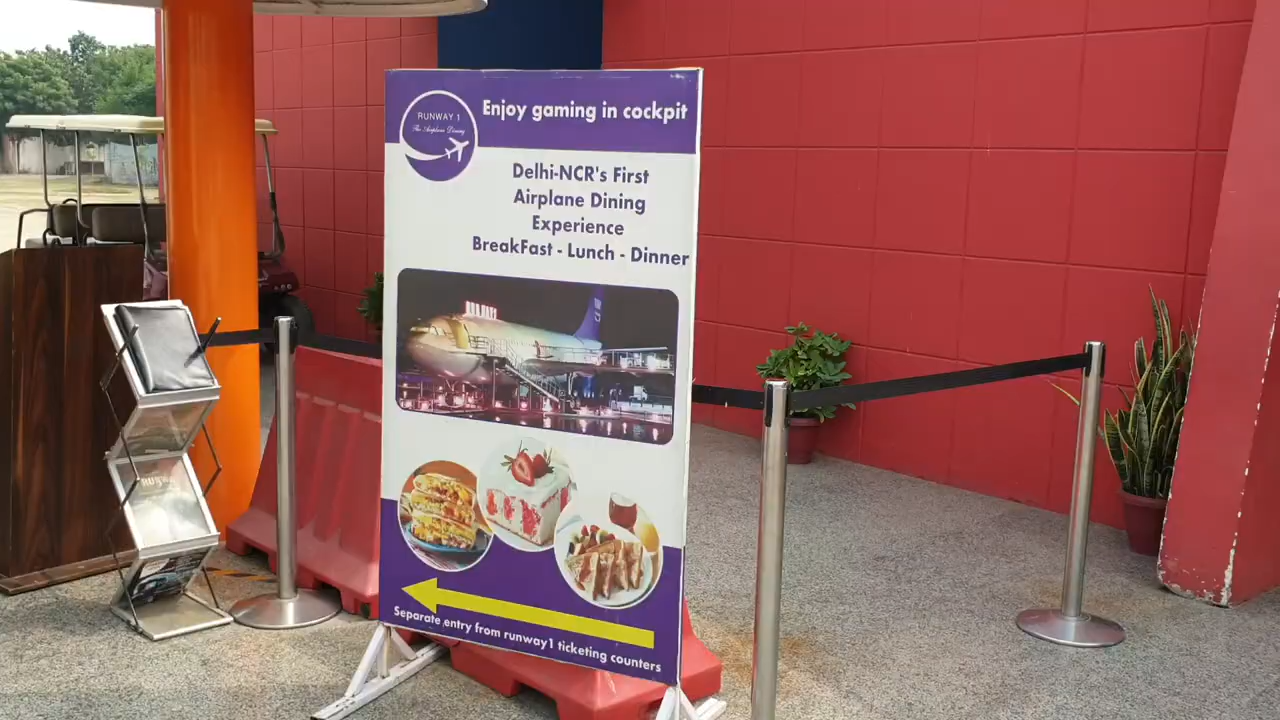 RUNWAY 1
The Airplane Dining
Enjoy gaming in cockpit
Delhi-NCR's First
Airplane Dining
Experience
BreakFast - Lunch - Dinner
Separate entry from runway1 ticketing counters